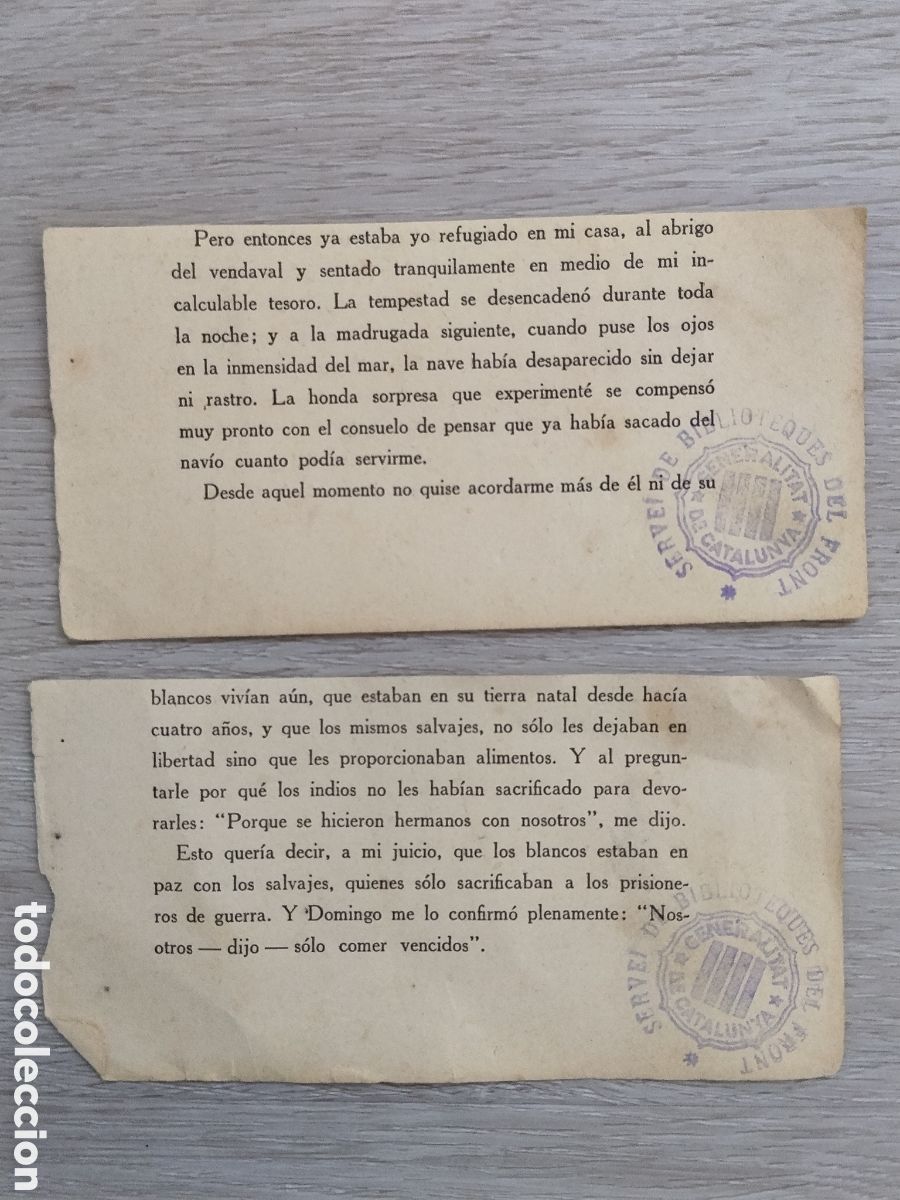 Pero entonces ya estaba yo refugiado en mi casa, al abrigo
del vendaval y sentado tranquilamente en medio de mi in-
calculable tesoro. La tempestad se desencadenó durante toda
la noche; y a la madrugada siguiente, cuando puse los ojos
en la inmensidad del mar, la nave había desaparecido sin dejar
ni rastro. La honda sorpresa que experimenté se compensó
muy pronto con el consuelo de pensar que ya había sacado del
navío cuanto podía servirme.
Desde aquel momento no quise acordarme más de él ni de su
SERVEI DE BIBLIOTEQUES DEL FRONT
GENERALITAT
DE CATALUNYA
blancos vivían aún, que estaban en su tierra natal desde hacía
cuatro años, y que los mismos salvajes, no sólo les dejaban en
libertad sino que les proporcionaban alimentos. Y al pregun-
tarle por qué los indios no les habían sacrificado para devo-
rarles: "Porque se hicieron hermanos con nosotros", me dijo.
Esto quería decir, a mi juicio, que los blancos estaban en
paz con los salvajes, quienes sólo sacrificaban a los prisione-
ros de guerra. Y Domingo me lo confirmó plenamente: "Nos-
otros — dijo — sólo comer vencidos".
SERVEI DE BIBLIOTEQUES DEL FRONT
GENERALITAT
DE CATALUNYA
todocoleccion